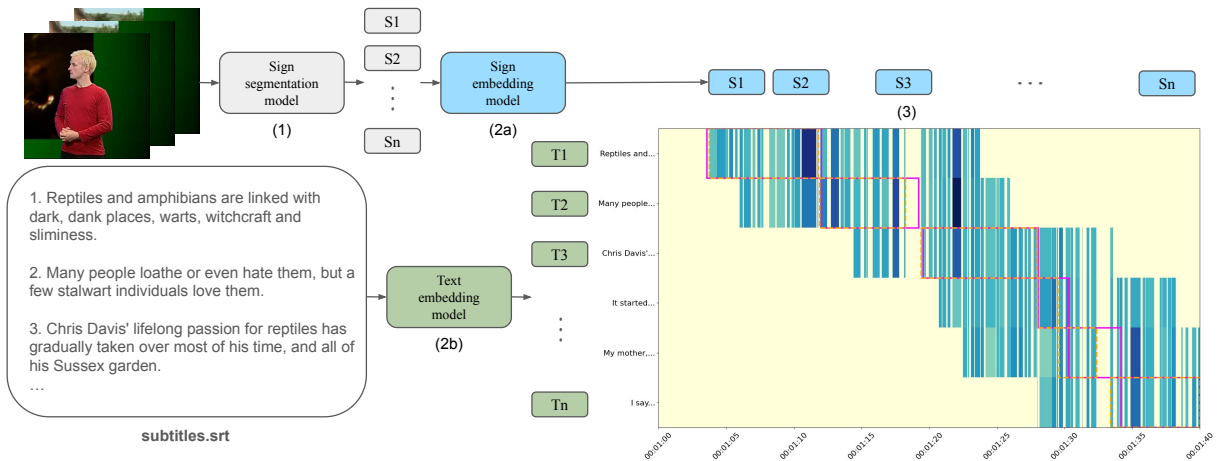 S1
S2
Sn
Sign
segmentation
model
(1)
Sign
embedding
model
(2a)
S1
S2
S3
Sn
(3)
T1
T2
T3
Tn
1. Reptiles and amphibians are linked with
dark, dank places, warts, witchcraft and
sliminess.
2. Many people loathe or even hate them, but a
few stalwart individuals love them.
3. Chris Davis' lifelong passion for reptiles has
gradually taken over most of his time, and all of
his Sussex garden.
...
subtitles.srt
Text
embedding
model
(2b)
Reptiles and...
Many people...
Chris Davis'...
It started...
My mother,...
I say...
00:01:00
00:01:05
00:01:10
00:01:15
00:01:20
00:01:25
00:01:30
00:01:35
00:01:40